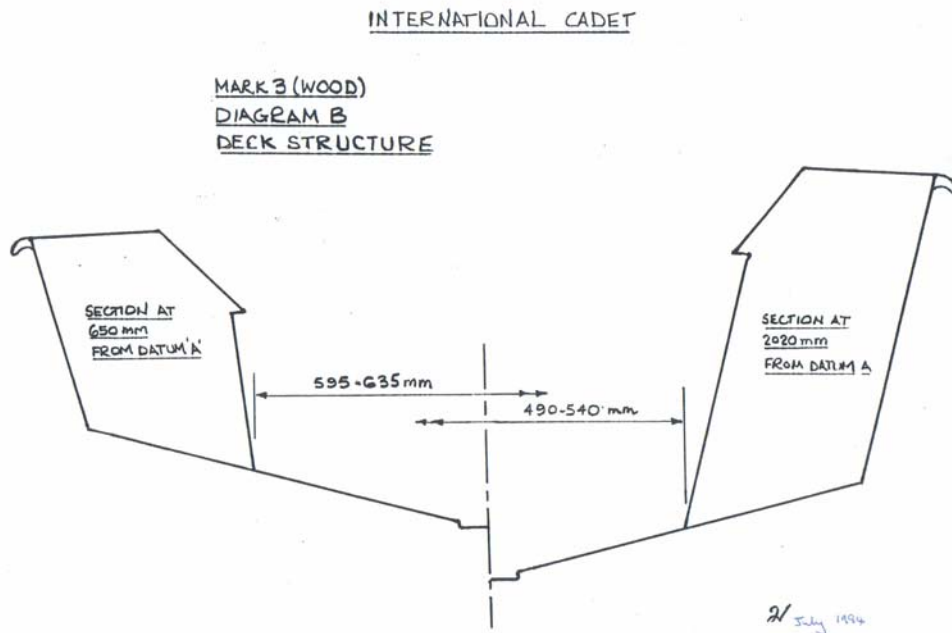 INTERNATIONAL CADET
MARK 3 (WOOD)
DIAGRAM B
DECK STRUCTURE
SECTION AT
650 mm
FROM DATUM 'A'
SECTION AT
2020 mm
FROM DATUM A
595-635 mm
490-540 mm
July 1984